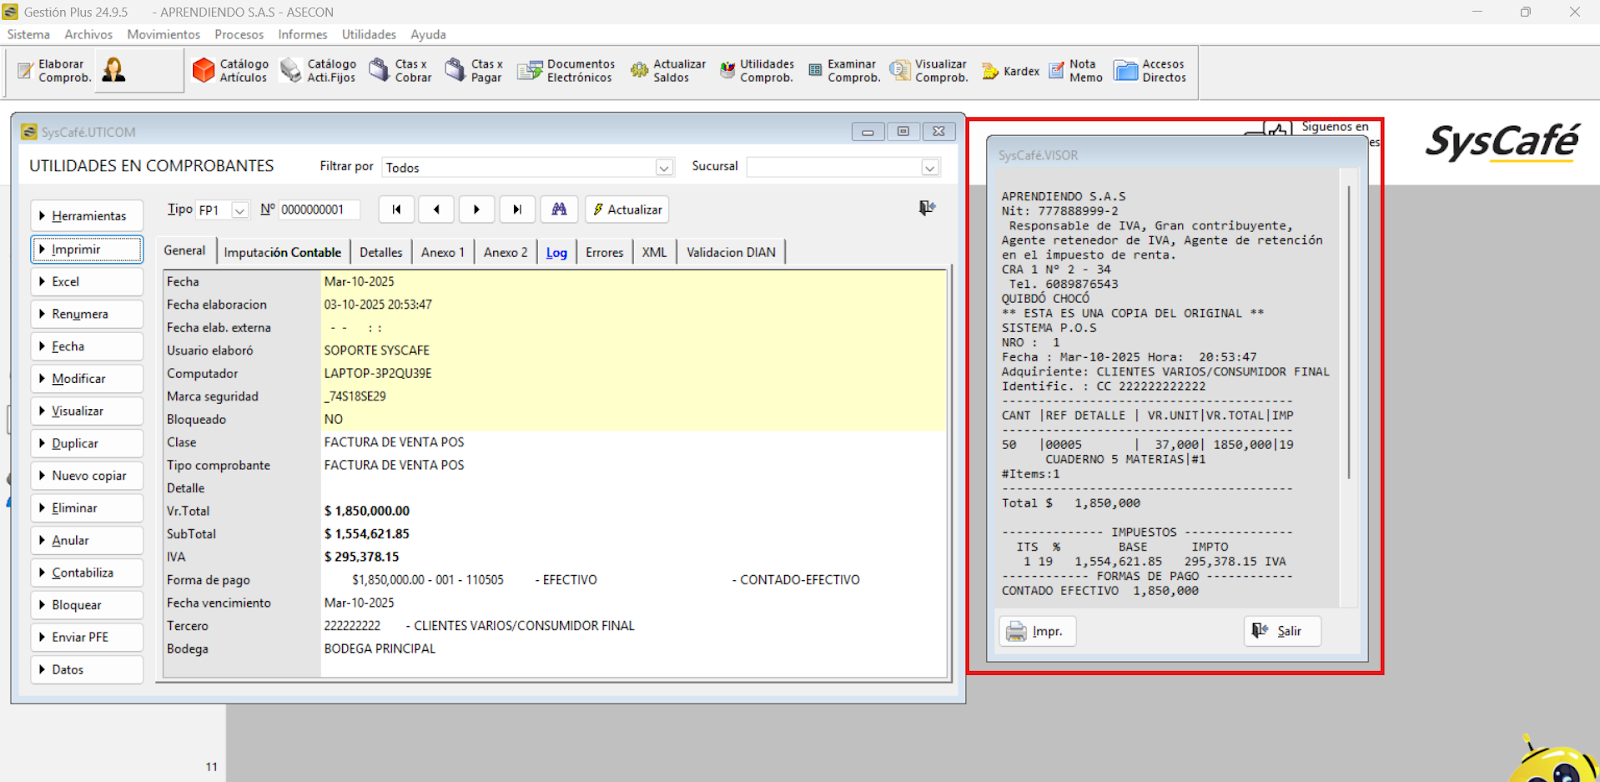 Gestión Plus 24.9.5 - APRENDIENDO S.A.S - ASECON
Sistema Archivos Movimientos Procesos Informes Utilidades Ayuda
Elaborar Comprob.
Catálogo Artículos
Catálogo Acti.Fijos
Ctas x Cobrar
Ctas x Pagar
Documentos Electrónicos
Actualizar Saldos
Utilidades Comprob.
Examinar Comprob.
Visualizar Comprob.
Kardex
Nota Memo
Accesos Directos
Siguenos en
es
SysCafé
SysCafé.UTICOM
UTILIDADES EN COMPROBANTES Filtrar por Todos Sucursal
Tipo FP1 Nº 0000000001 Actualizar
Herramientas
Imprimir
Excel
Renumera
Fecha
Modificar
Visualizar
Duplicar
Nuevo copiar
Eliminar
Anular
Contabiliza
Bloquear
Enviar PFE
Datos
General Imputación Contable Detalles Anexo 1 Anexo 2 Log Errores XML Validacion DIAN
Fecha Mar-10-2025
Fecha elaboracion 03-10-2025 20:53:47
Fecha elab. externa - - : :
Usuario elaboró SOPORTE SYSCAFE
Computador LAPTOP-3P2QU39E
Marca seguridad _74S18SE29
Bloqueado NO
Clase FACTURA DE VENTA POS
Tipo comprobante FACTURA DE VENTA POS
Detalle
Vr.Total $ 1,850,000.00
SubTotal $ 1,554,621.85
IVA $ 295,378.15
Forma de pago $1,850,000.00 - 001 - 110505 - EFECTIVO - CONTADO-EFECTIVO
Fecha vencimiento Mar-10-2025
Tercero 222222222 - CLIENTES VARIOS/CONSUMIDOR FINAL
Bodega BODEGA PRINCIPAL
SysCafé.VISOR
APRENDIENDO S.A.S
Nit: 777888999-2
Responsable de IVA, Gran contribuyente,
Agente retenedor de IVA, Agente de retención
en el impuesto de renta.
CRA 1 Nº 2 - 34
Tel. 6089876543
QUIBDÓ CHOCÓ
** ESTA ES UNA COPIA DEL ORIGINAL **
SISTEMA P.O.S
NRO : 1
Fecha : Mar-10-2025 Hora: 20:53:47
Adquiriente: CLIENTES VARIOS/CONSUMIDOR FINAL
Identific. : CC 222222222222
----------------------------------------
CANT |REF DETALLE | VR.UNIT|VR.TOTAL|IMP
----------------------------------------
50 |00005 | 37,000| 1850,000|19
CUADERNO 5 MATERIAS|#1
#Items:1
----------------------------------------
Total $ 1,850,000
-------------- IMPUESTOS ---------------
ITS % BASE IMPTO
1 19 1,554,621.85 295,378.15 IVA
------------ FORMAS DE PAGO ------------
CONTADO EFECTIVO 1,850,000
Impr. Salir
11